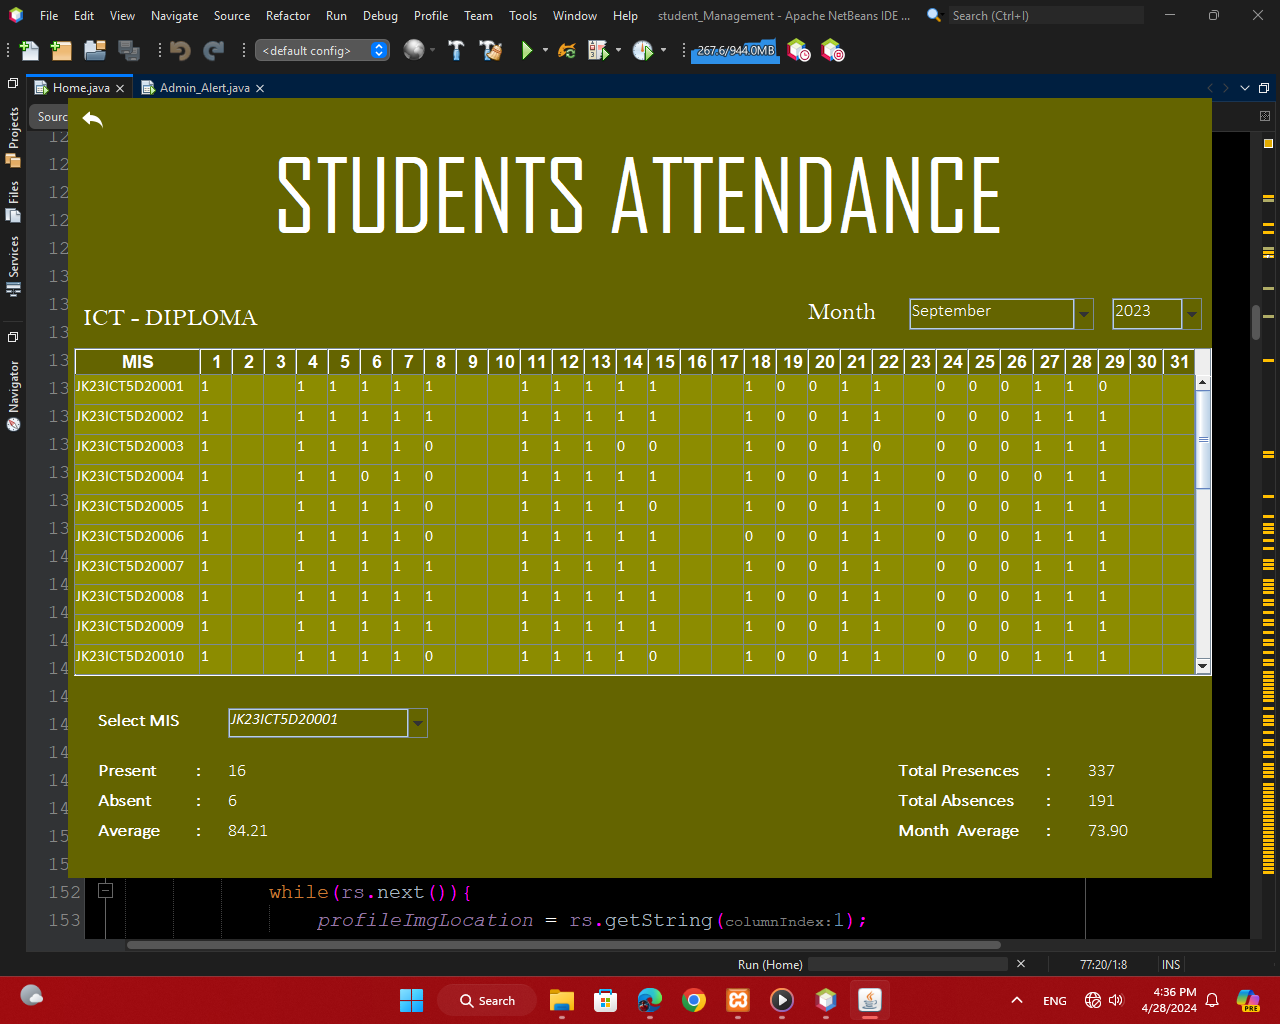 File Edit View Navigate Source Refactor Run Debug Profile Team Tools Window Help student_Management - Apache NetBeans IDE ... Search (Ctrl+I)
<default config> 267.6/944.0MB
Home.java Admin_Alert.java
Projects
Files
Services
Navigator
Sourc
STUDENTS ATTENDANCE
ICT - DIPLOMA Month September 2023
MIS 1 2 3 4 5 6 7 8 9 10 11 12 13 14 15 16 17 18 19 20 21 22 23 24 25 26 27 28 29 30 31
JK23ICT5D20001 1 1 1 1 1 1 1 1 1 1 1 1 0 0 1 1 0 0 0 1 1 0
JK23ICT5D20002 1 1 1 1 1 1 1 1 1 1 1 1 0 0 1 1 0 0 0 1 1 1
JK23ICT5D20003 1 1 1 1 1 0 1 1 1 0 0 1 0 0 1 0 0 0 0 1 1 1
JK23ICT5D20004 1 1 1 0 1 0 1 1 1 1 1 1 0 0 1 1 0 0 0 0 1 1
JK23ICT5D20005 1 1 1 1 1 0 1 1 1 1 0 1 0 0 1 1 0 0 0 1 1 1
JK23ICT5D20006 1 1 1 1 1 0 1 1 1 1 1 0 0 0 1 1 0 0 0 1 1 1
JK23ICT5D20007 1 1 1 1 1 1 1 1 1 1 1 1 0 0 1 1 0 0 0 1 1 1
JK23ICT5D20008 1 1 1 1 1 1 1 1 1 1 1 1 0 0 1 1 0 0 0 1 1 1
JK23ICT5D20009 1 1 1 1 1 1 1 1 1 1 1 1 0 0 1 1 0 0 0 1 1 1
JK23ICT5D20010 1 1 1 1 1 0 1 1 1 1 0 1 0 0 1 1 0 0 0 1 1 1
Select MIS JK23ICT5D20001
Present : 16 Total Presences : 337
Absent : 6 Total Absences : 191
Average : 84.21 Month Average : 73.90
152 while(rs.next()){
153 profileImgLocation = rs.getString(columnIndex:1);
Run (Home) 77:20/1:8 INS
Search ENG 4:36 PM
4/28/2024 PRE